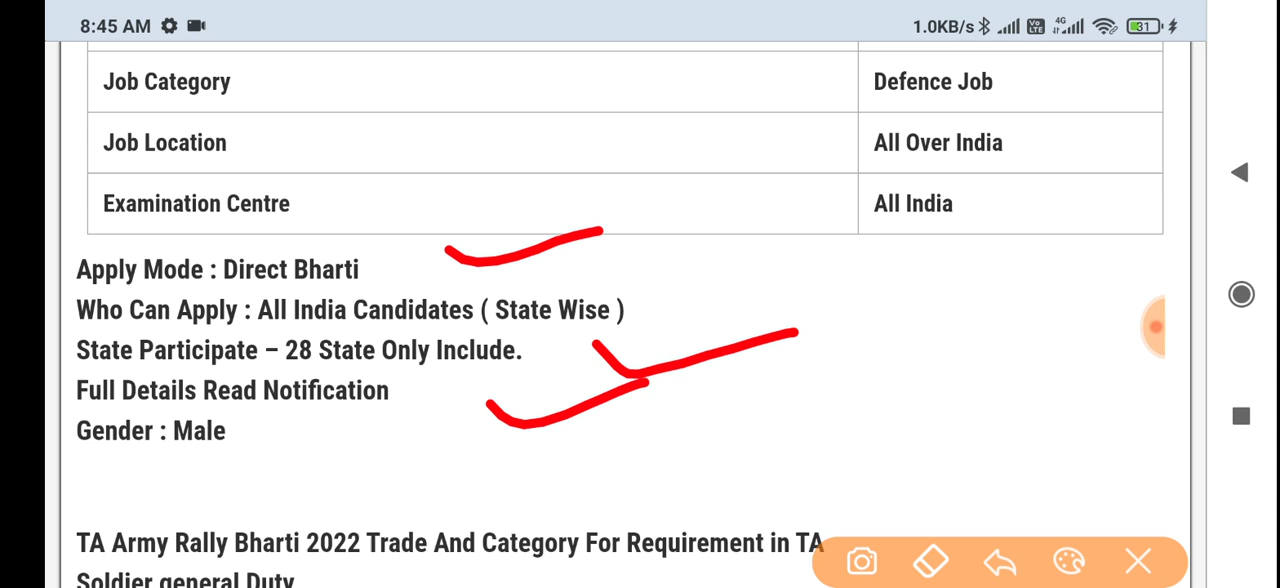 8:45 AM 1.0KB/s VO LTE 4G 31
Job Category Defence Job
Job Location All Over India
Examination Centre All India
Apply Mode : Direct Bharti
Who Can Apply : All India Candidates ( State Wise )
State Participate – 28 State Only Include.
Full Details Read Notification
Gender : Male
TA Army Rally Bharti 2022 Trade And Category For Requirement in TA
Soldier general Duty